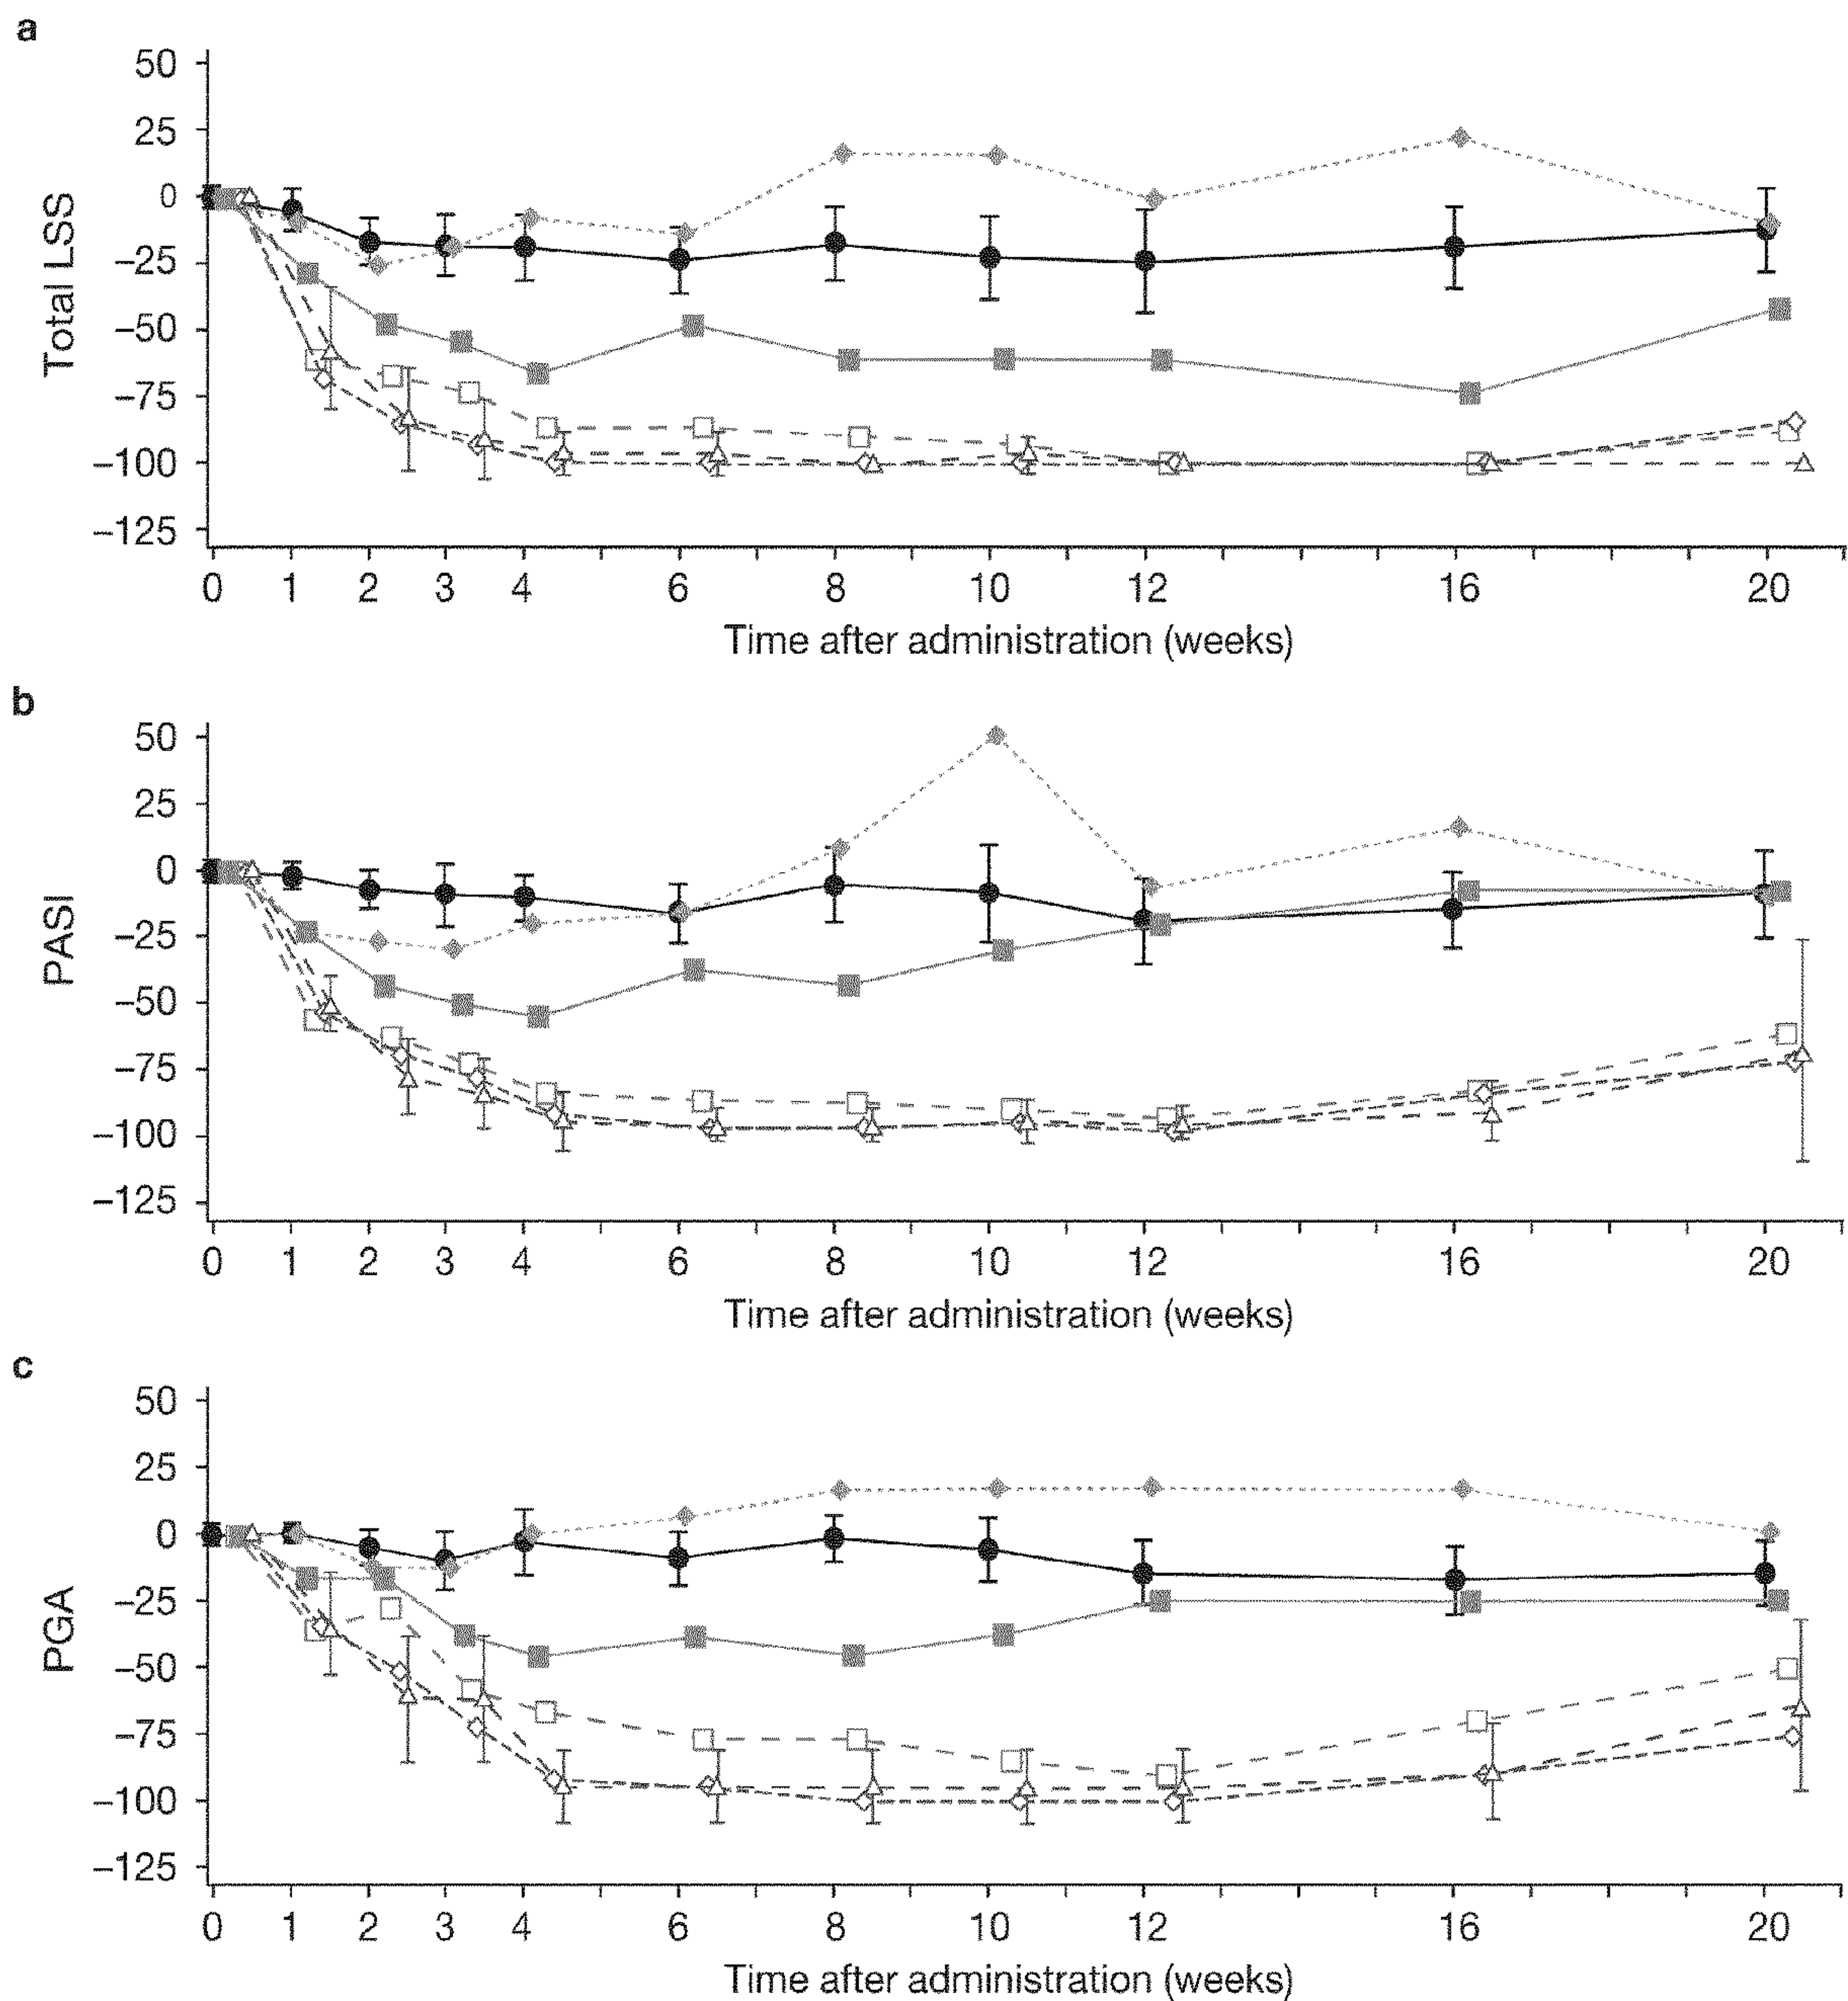 a
50
25
0
−25
−50
−75
−100
−125
Total LSS
0 1 2 3 4 6 8 10 12 16 20
Time after administration (weeks)
b
50
25
0
−25
−50
−75
−100
−125
PASI
0 1 2 3 4 6 8 10 12 16 20
Time after administration (weeks)
c
50
25
0
−25
−50
−75
−100
−125
PGA
0 1 2 3 4 6 8 10 12 16 20
Time after administration (weeks)